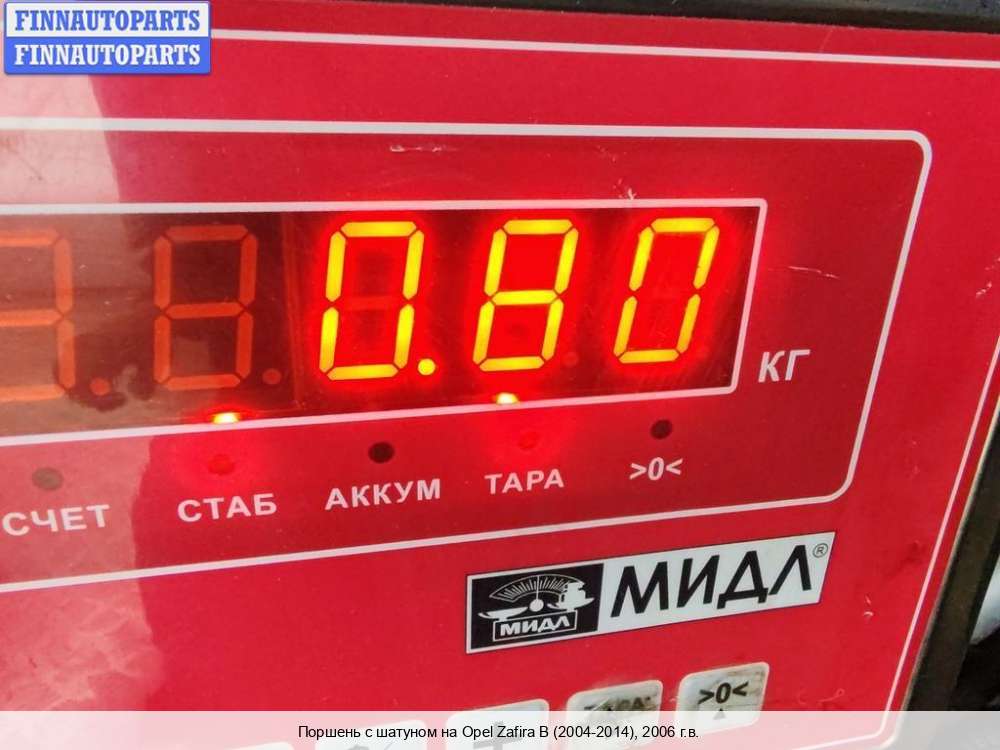 FINNAUTOPARTS
FINNAUTOPARTS
0.80
КГ
СЧЕТ СТАБ АККУМ ТАРА >0<
МИДЛ МИДЛ®
ТАРА >0<
Поршень с шатуном на Opel Zafira B (2004-2014), 2006 г.в.